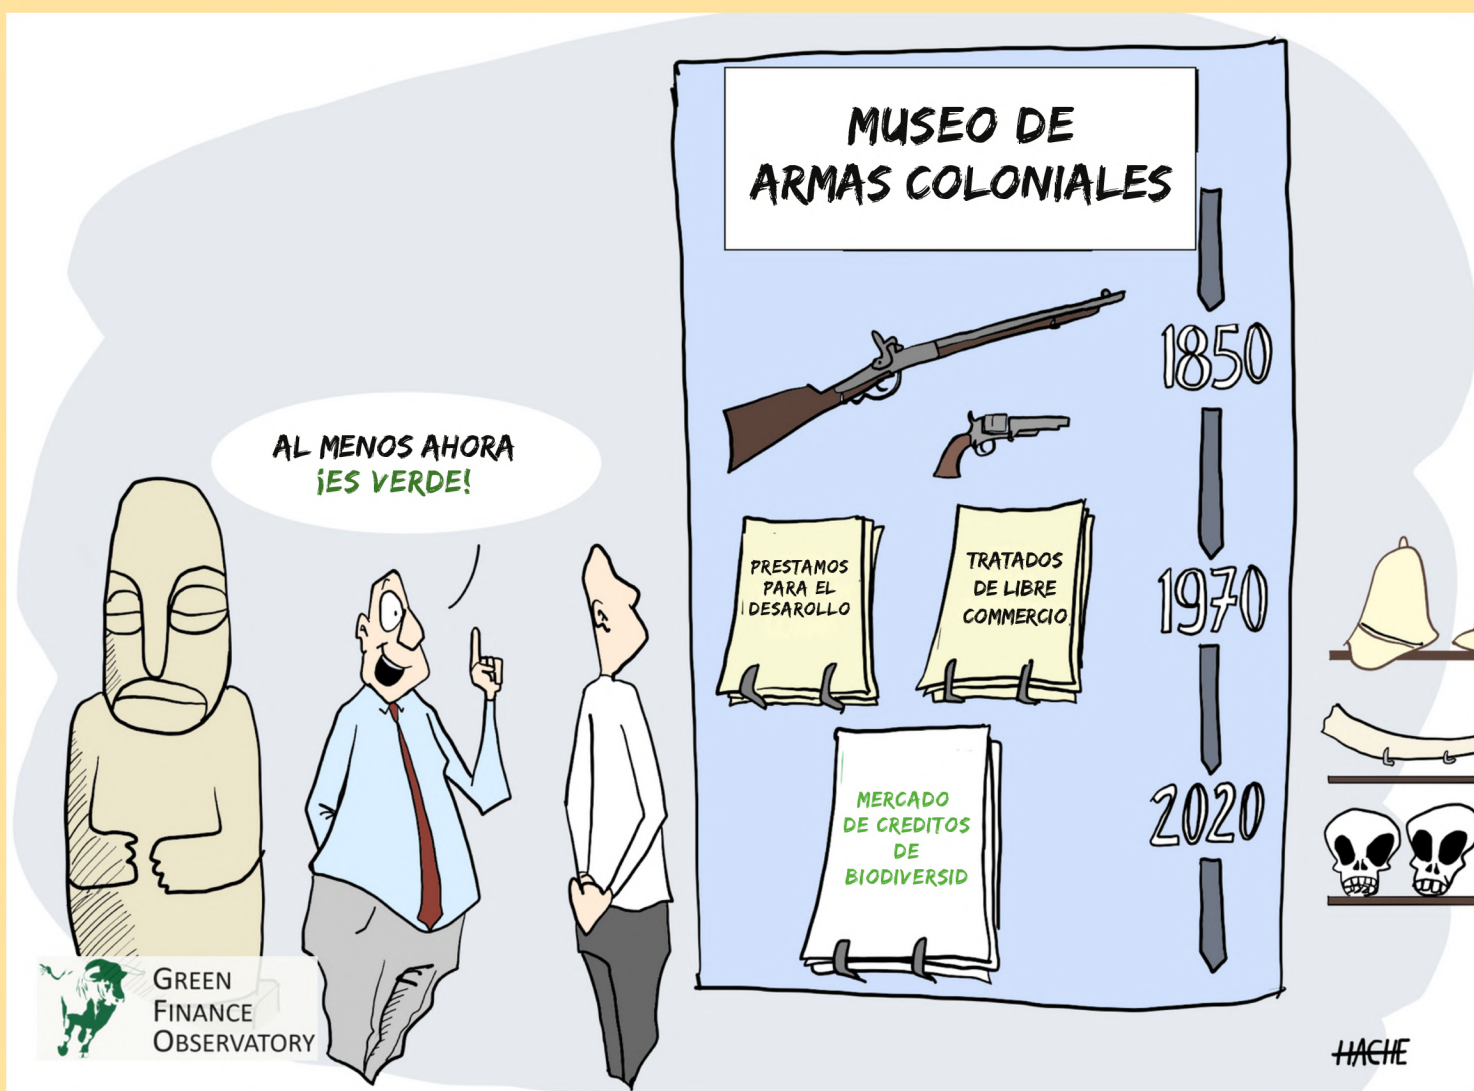 MUSEO DE
ARMAS COLONIALES
1850
AL MENOS AHORA
¡ES VERDE!
PRESTAMOS
PARA EL
DESAROLLO
TRATADOS
DE LIBRE
COMMERCIO
1970
MERCADO
DE CREDITOS
DE
BIODIVERSID
2020
GREEN
FINANCE
OBSERVATORY
HACHE